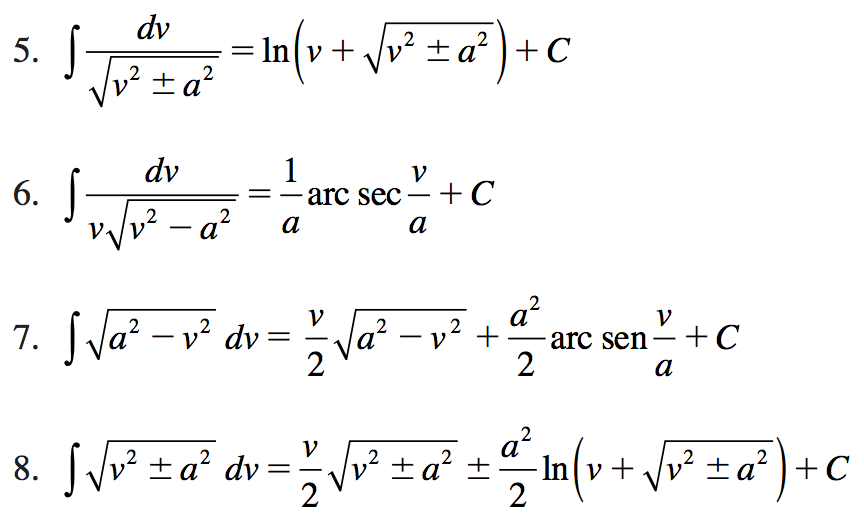 5. ∫ dv/√(v² ± a²) = ln(v + √(v² ± a²)) + C
6. ∫ dv/(v√(v² − a²)) = 1/a arc sec v/a + C
7. ∫ √(a² − v²) dv = v/2 √(a² − v²) + a²/2 arc sen v/a + C
8. ∫ √(v² ± a²) dv = v/2 √(v² ± a²) ± a²/2 ln(v + √(v² ± a²)) + C